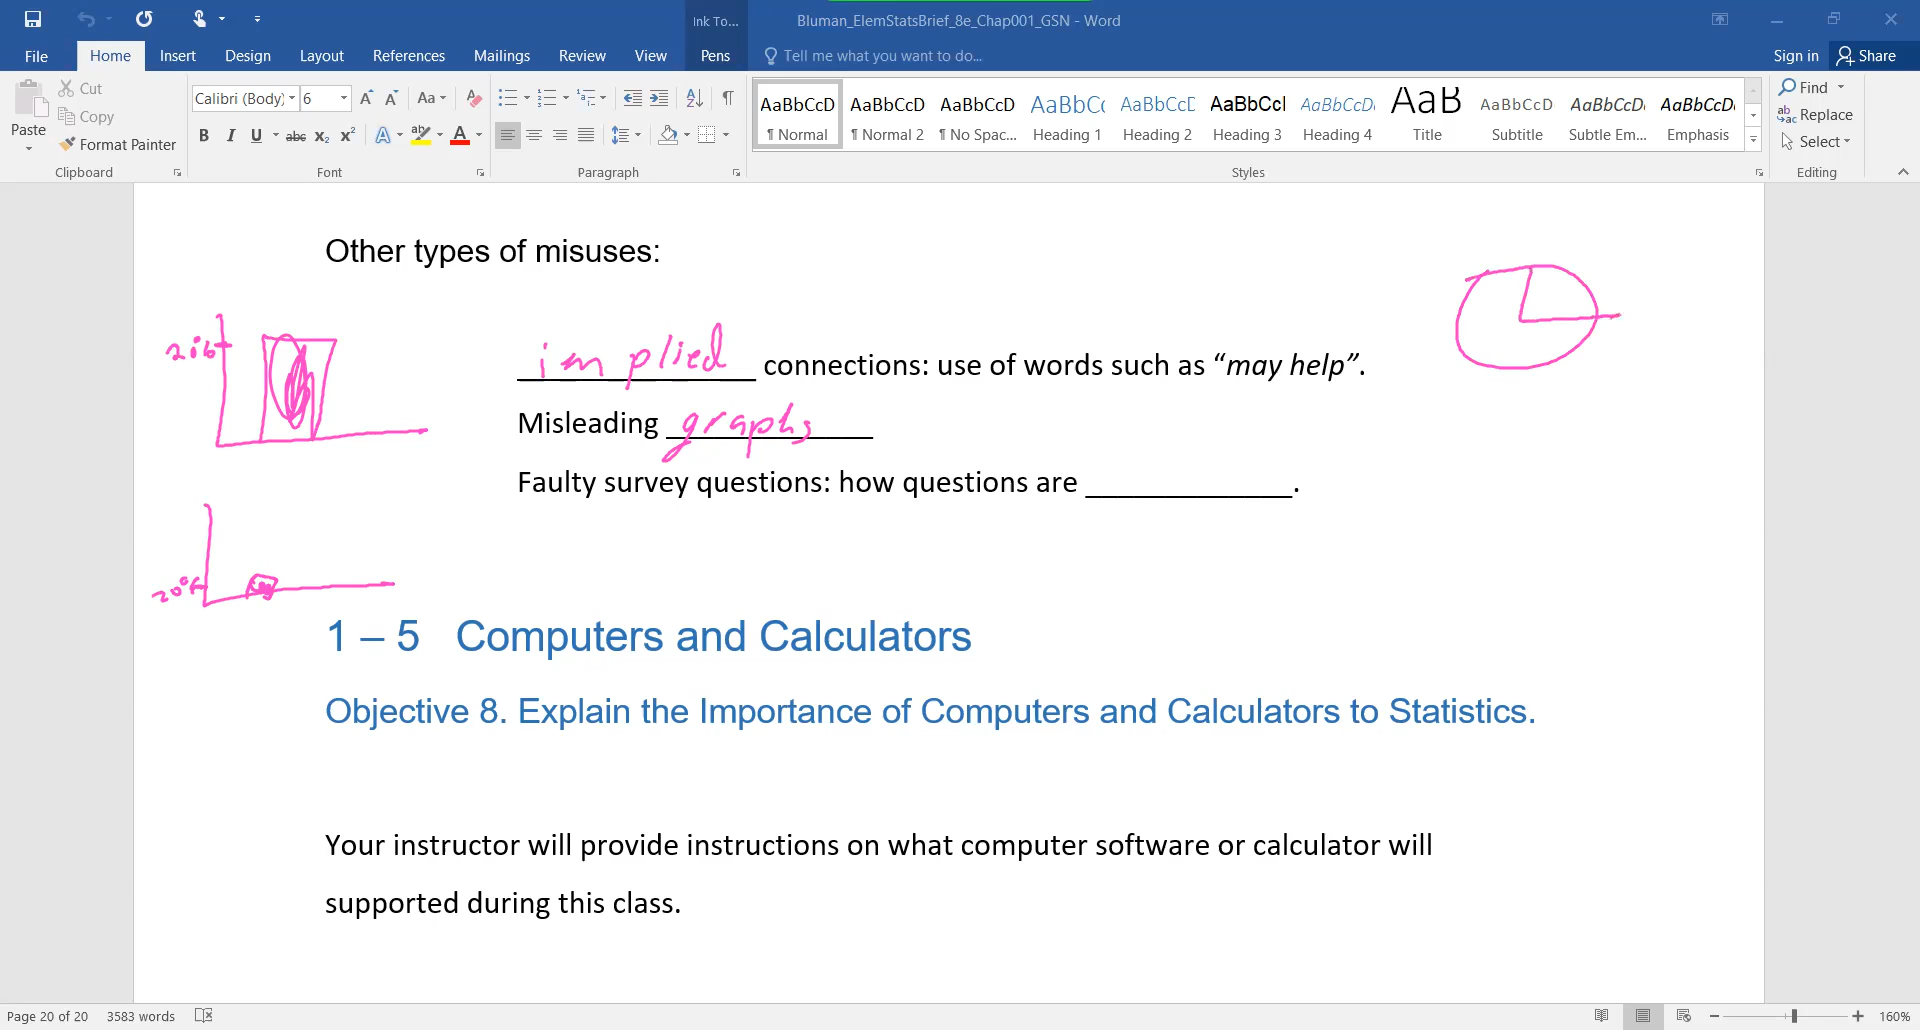 Ink To...
Bluman_ElemStatsBrief_8e_Chap001_GSN - Word
File Home Insert Design Layout References Mailings Review View Pens Tell me what you want to do... Sign in Share
Paste
Cut
Copy
Format Painter
Clipboard
Calibri (Body) 6
Font
Paragraph
AaBbCcD AaBbCcD AaBbCcD AaBbC AaBbCcD AaBbCcI AaBbCcD AaB AaBbCcD AaBbCcD AaBbCcD
¶ Normal ¶ Normal 2 ¶ No Spac... Heading 1 Heading 2 Heading 3 Heading 4 Title Subtitle Subtle Em... Emphasis
Styles
Find
Replace
Select
Editing
Other types of misuses:
implied connections: use of words such as “may help”.
Misleading graphs
Faulty survey questions: how questions are _____________.
1 – 5 Computers and Calculators
Objective 8. Explain the Importance of Computers and Calculators to Statistics.
Your instructor will provide instructions on what computer software or calculator will
supported during this class.
Page 20 of 20 3583 words 160%